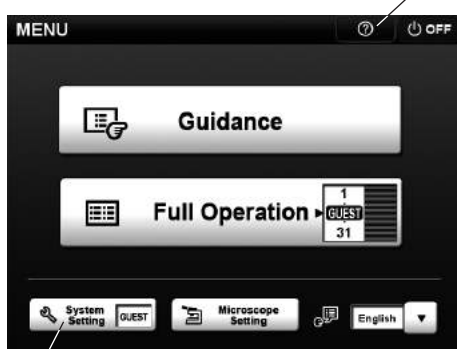 MENU ? OFF
Guidance
Full Operation
1
GUEST
31
System
Setting
GUEST
Microscope
Setting
English